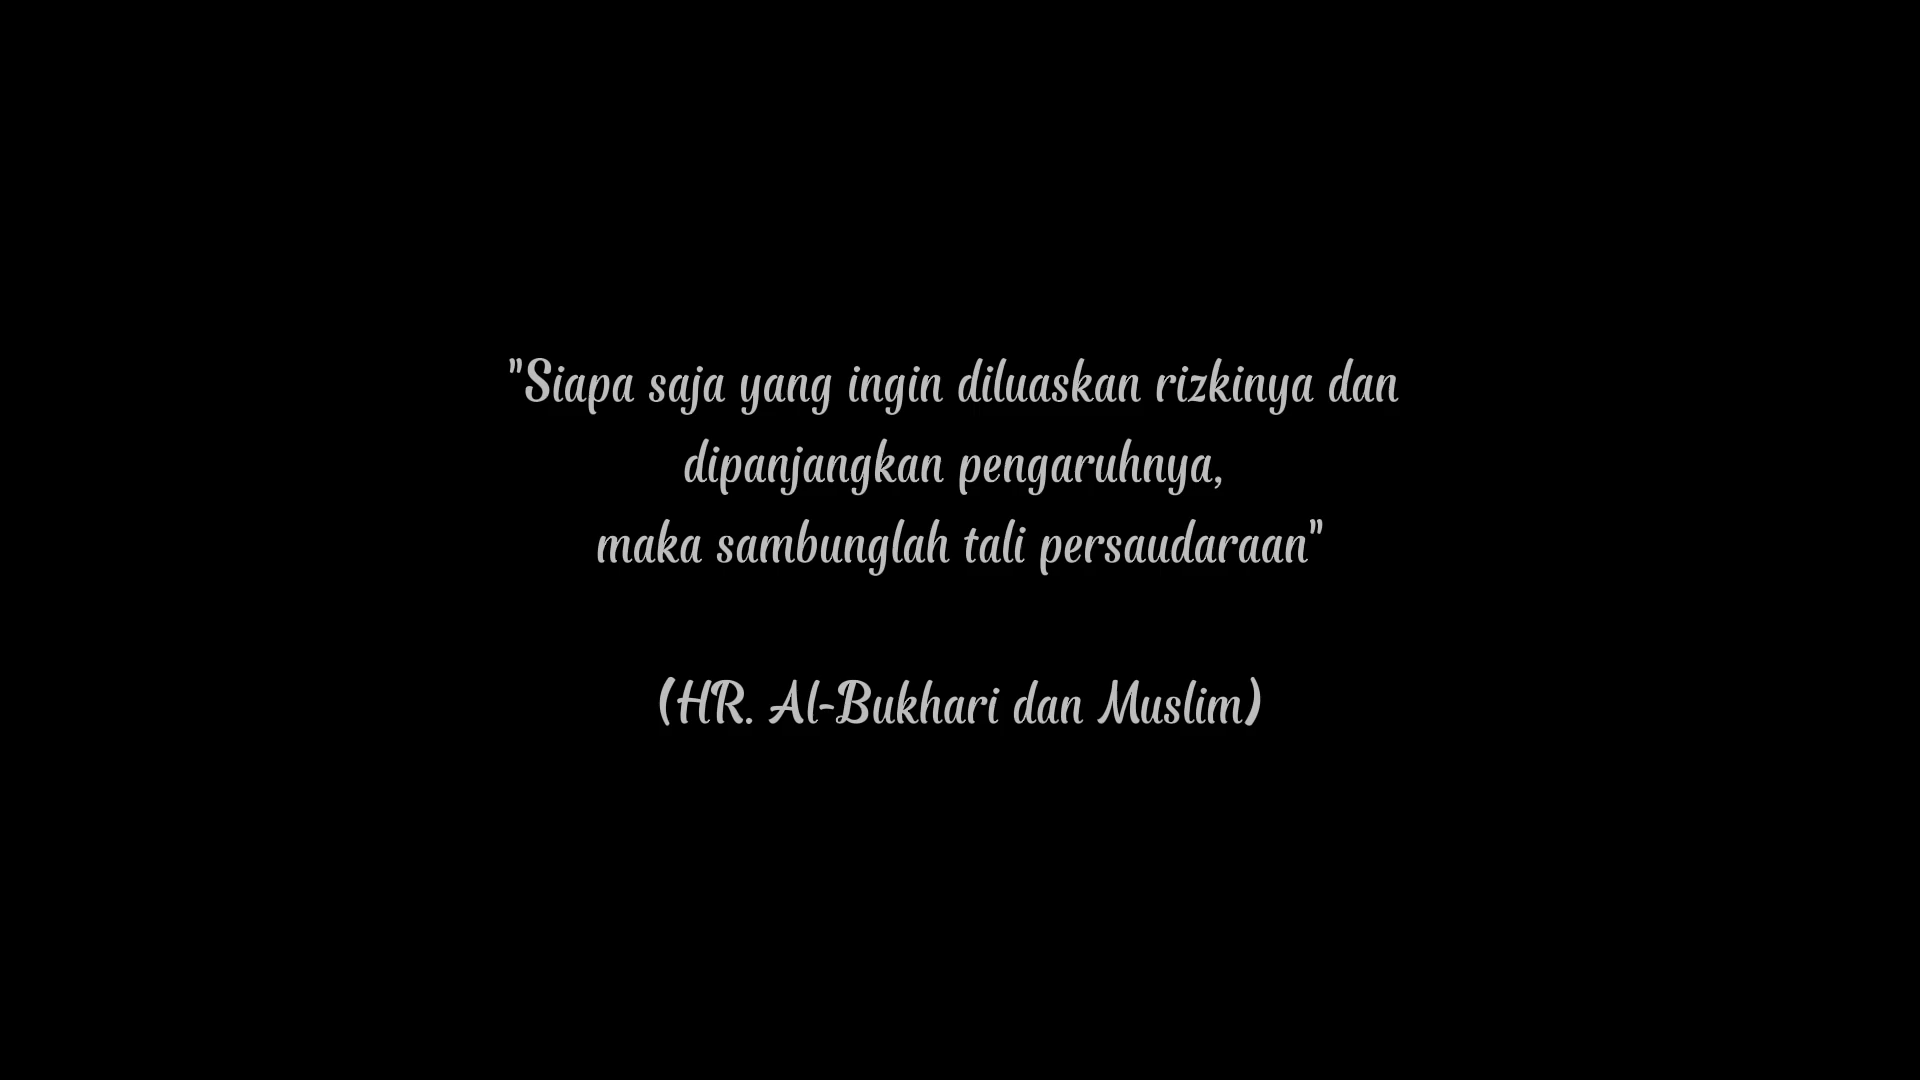 "Siapa saja yang ingin diluaskan rizkinya dan
dipanjangkan pengaruhnya,
maka sambunglah tali persaudaraan"
(HR. Al-Bukhari dan Muslim)